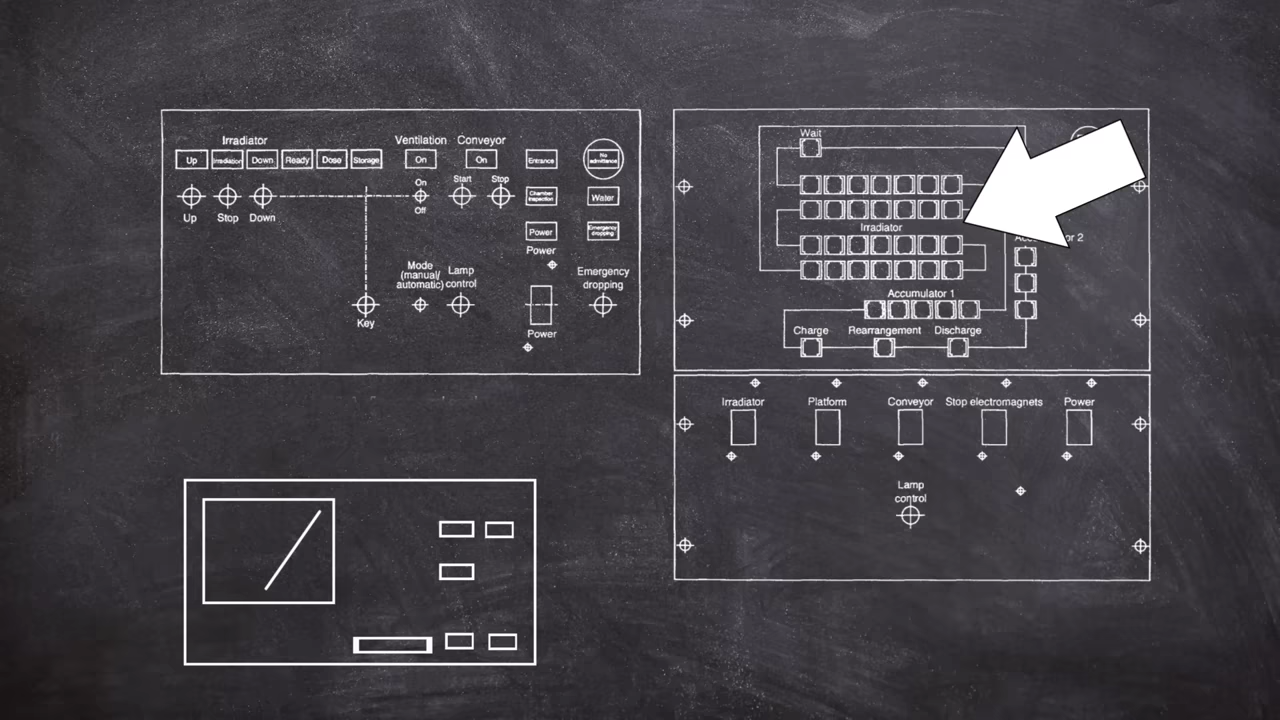 Irradiator
Ventilation
Conveyor
Up
Irradiation
Down
Ready
Dose
Storage
On
On
Entrance
No
admittance
Up
Stop
Down
On
Off
Start
Stop
Chamber
inspection
Water
Power
Emergency
dropping
Power
Mode
(manual/
automatic)
Lamp
control
Emergency
dropping
Key
Power
Wait
Irradiator
2
Accumulator 1
Charge
Rearrangement
Discharge
Irradiator
Platform
Conveyor
Stop electromagnets
Power
Lamp
control